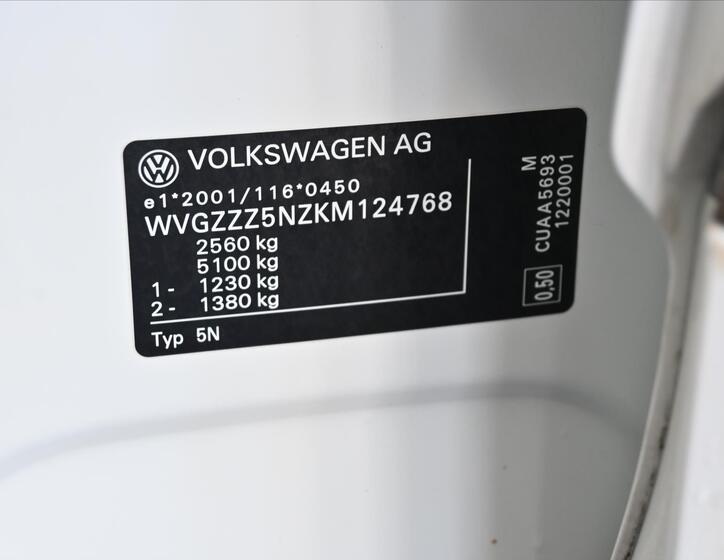 VOLKSWAGEN AG
e1*2001/116*0450
WVGZZZ5NZKM124768
2560 kg
5100 kg
1- 1230 kg
2- 1380 kg
Typ 5N
0,50
M
CUAA5693
1220001